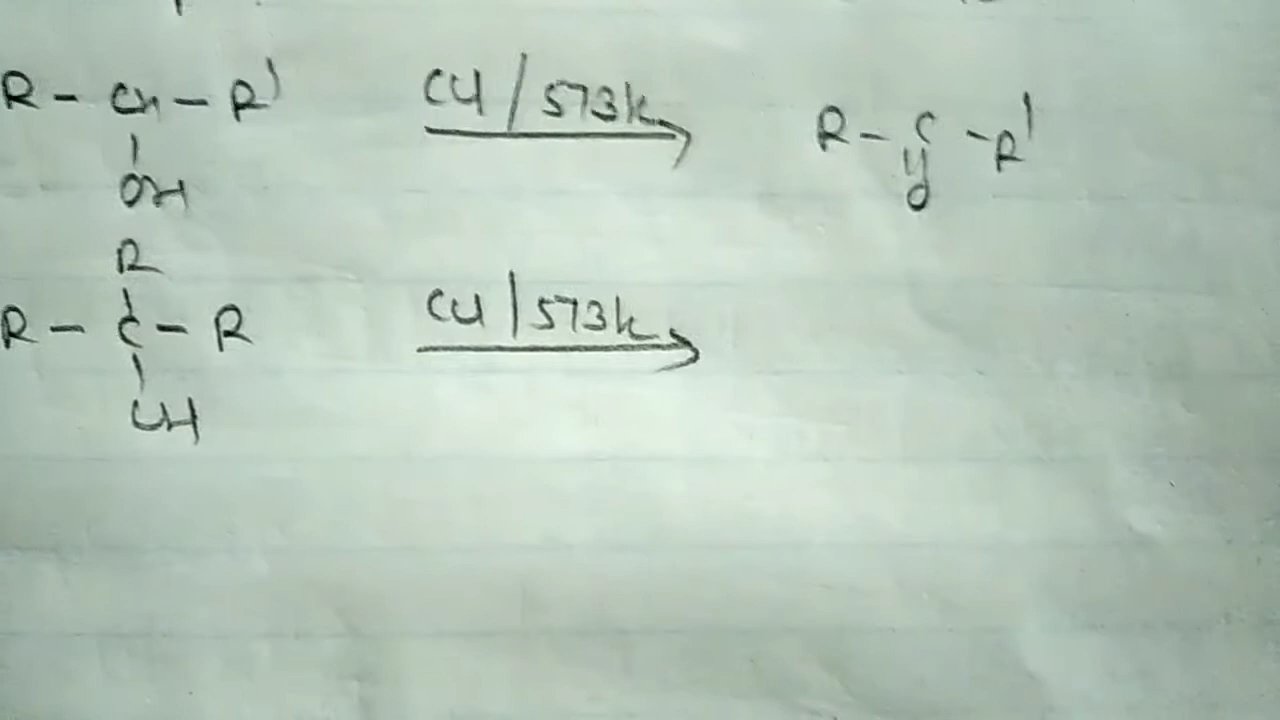 R - CH - R' CU / 573k R - C - R'
OH O
R
R - C - R CU | 573k
OH